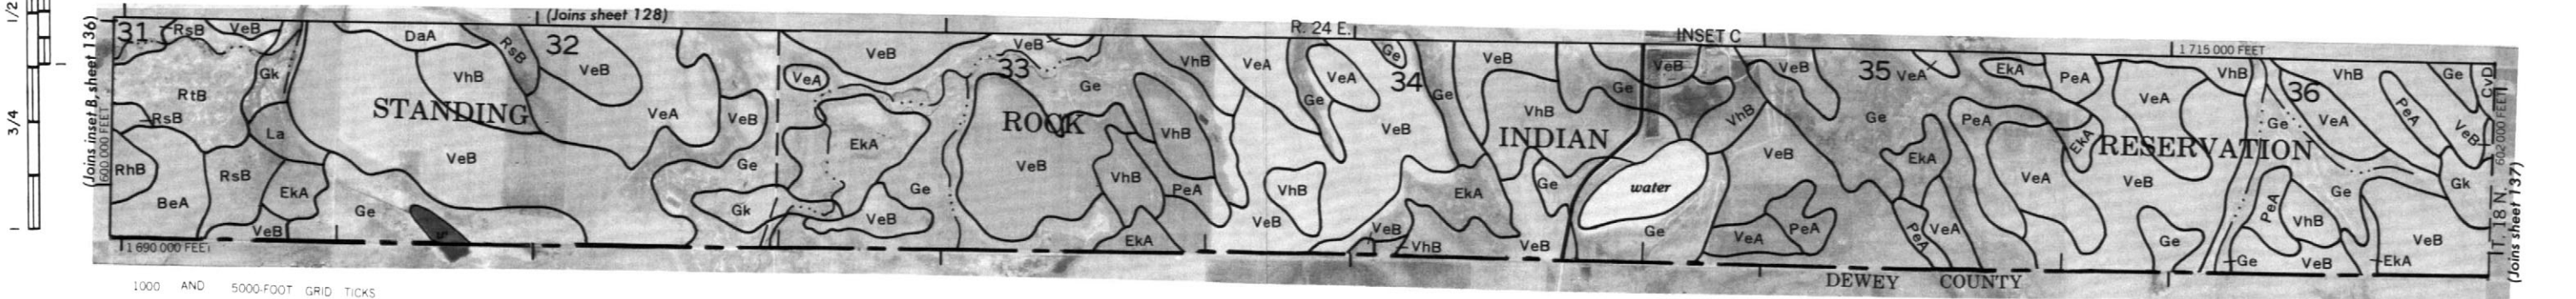 (Joins sheet 128)
R. 24 E.
INSET C
1 715 000 FEET
1/2
3/4
1
(Joins inset B, sheet 136)
600 000 FEET
31
RsB
VeB
RtB
RsB
Gk
La
RhB
RsB
EkA
BeA
VeB
DaA
RsB
32
VhB
VeB
STANDING
VeA
VeB
VeB
Ge
Ge
Gk
VeB
VeA
VeB
33
Ge
ROCK
EkA
VeB
Ge
VeB
VhB
VhB
VhB
PeA
EkA
VeA
VeA
Ge
Ge
34
Ge
VeB
VhB
VeB
VeB
VhB
EkA
VeB
VhB
INDIAN
Ge
VeB
Ge
VeB
VhB
water
Ge
VeB
35
VeA
Ge
VeB
VeA
PeA
EkA
PeA
VeA
EkA
PeA
PeA
EkA
VeA
VhB
RESERVATION
VeA
VeB
Ge
36
Ge
VhB
VeA
PeA
Ge
CvD
VeB
Gk
Ge
PeA
VhB
Ge
VeB
EkA
VeB
602 000 FEET
T. 18 N.
(Joins sheet 137)
1 690 000 FEET
DEWEY COUNTY
1000 AND 5000-FOOT GRID TICKS